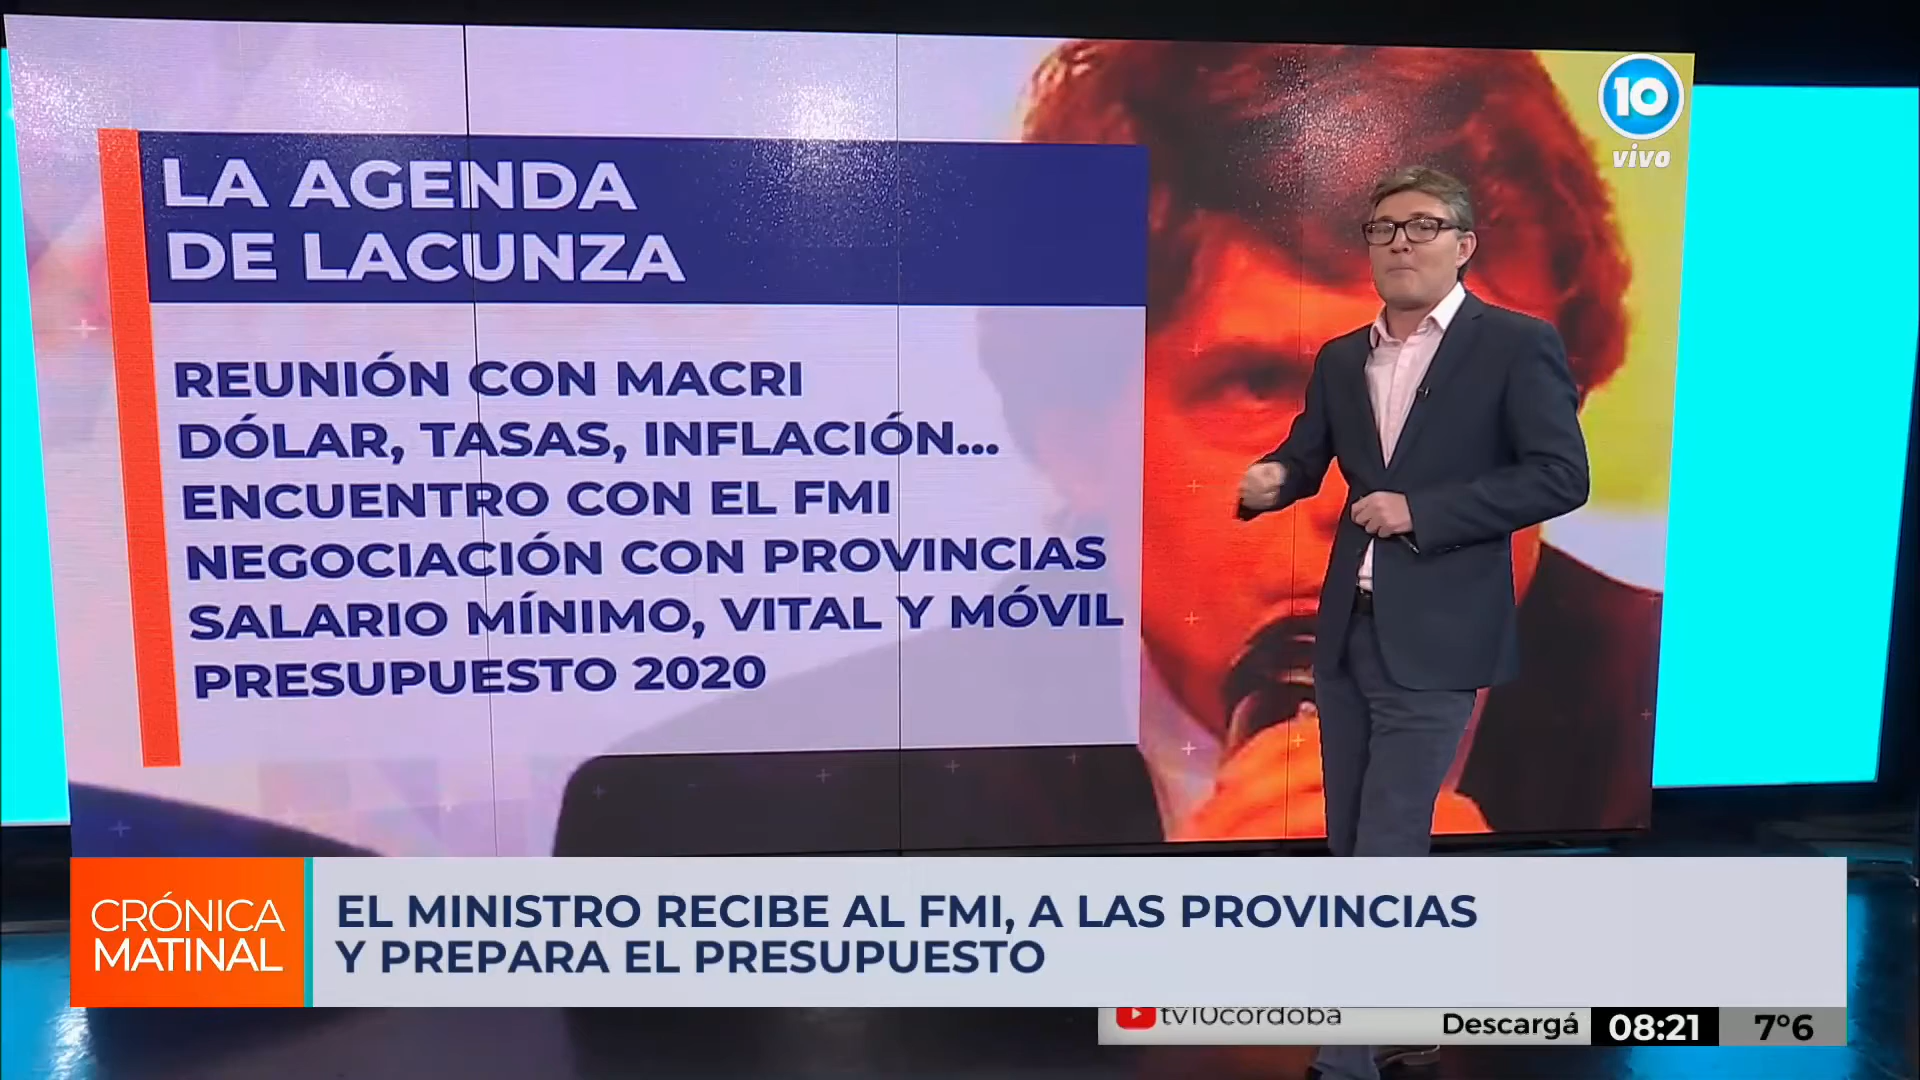 10
vivo
LA AGENDA
DE LACUNZA
REUNIÓN CON MACRI
DÓLAR, TASAS, INFLACIÓN...
ENCUENTRO CON EL FMI
NEGOCIACIÓN CON PROVINCIAS
SALARIO MÍNIMO, VITAL Y MÓVIL
PRESUPUESTO 2020
CRÓNICA
MATINAL
EL MINISTRO RECIBE AL FMI, A LAS PROVINCIAS
Y PREPARA EL PRESUPUESTO
tv10cordoba
Descargá
08:21
7°6